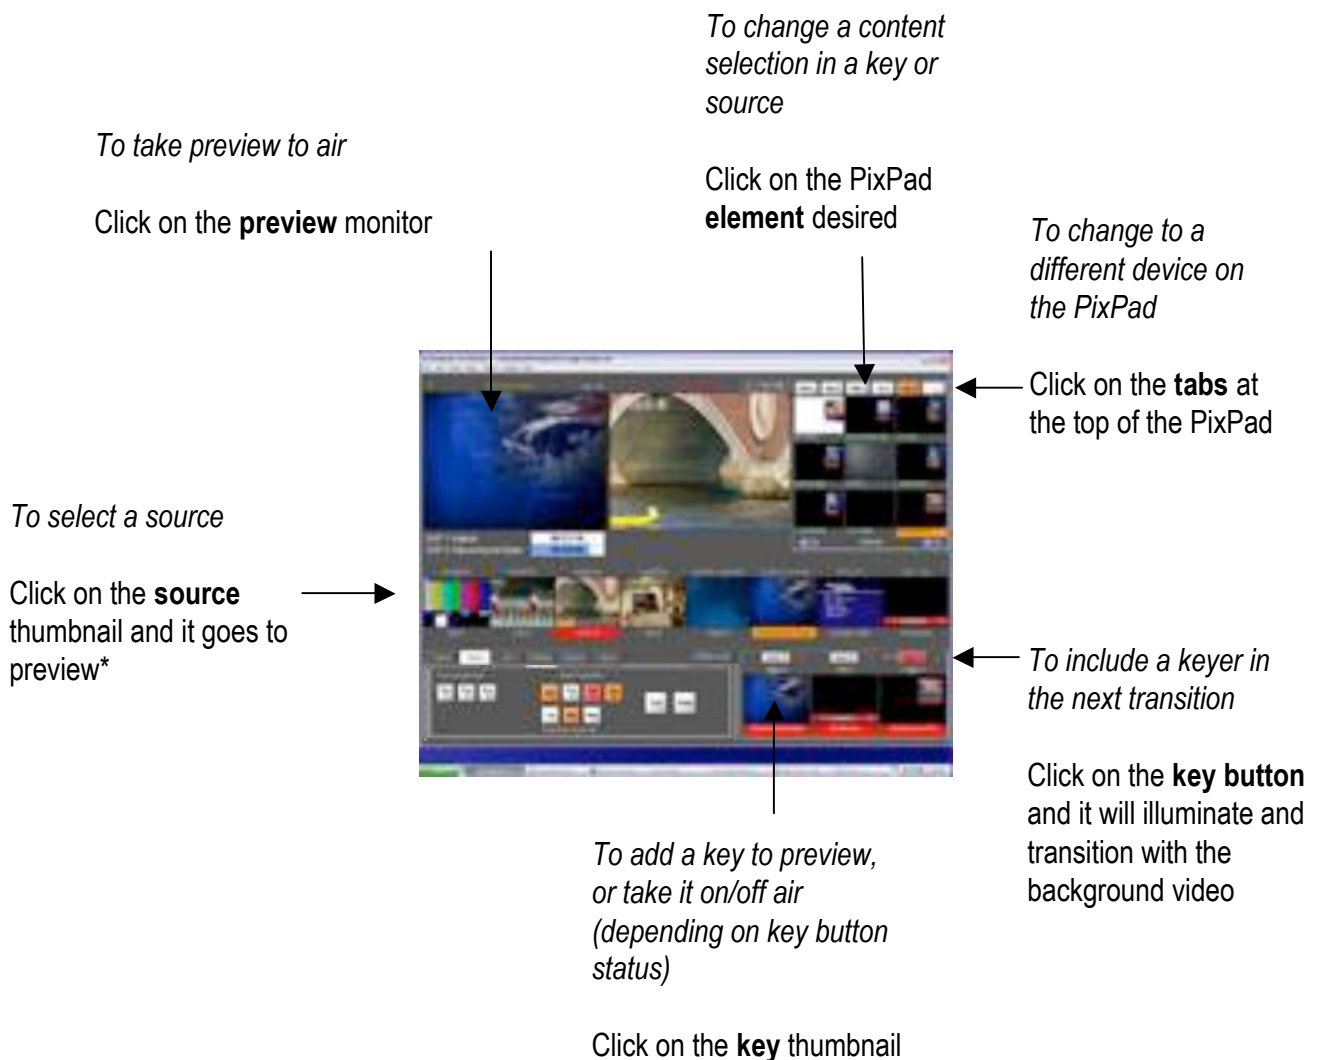 To change a content
selection in a key or
source
Click on the PixPad
element desired
To take preview to air
Click on the preview monitor
To change to a
different device on
the PixPad
Click on the tabs at
the top of the PixPad
To select a source
Click on the source
thumbnail and it goes to
preview*
To include a keyer in
the next transition
Click on the key button
and it will illuminate and
transition with the
background video
To add a key to preview,
or take it on/off air
(depending on key button
status)
Click on the key thumbnail